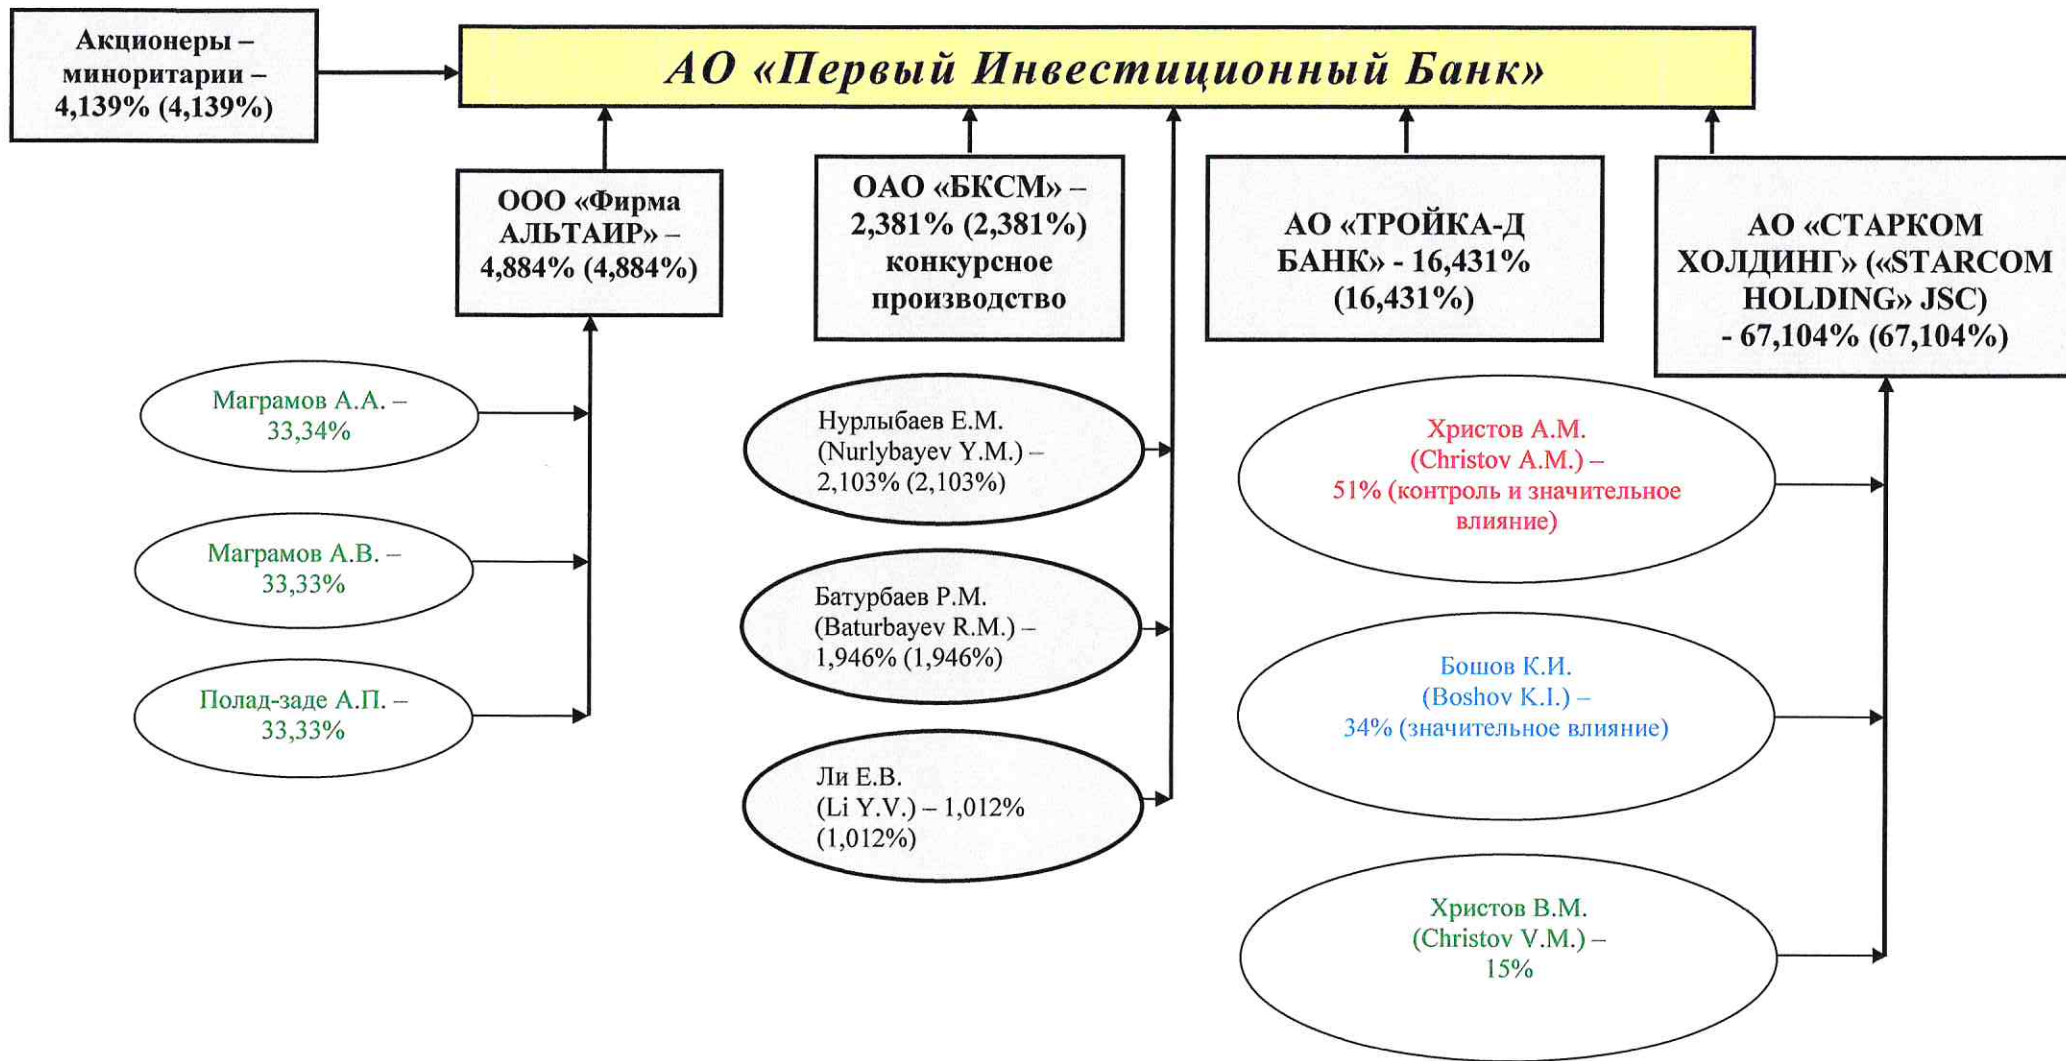 Акционеры –
миноритарии –
4,139% (4,139%)
АО «Первый Инвестиционный Банк»
ООО «Фирма
АЛЬТАИР» –
4,884% (4,884%)
ОАО «БКСМ» –
2,381% (2,381%)
конкурсное
производство
АО «ТРОЙКА-Д
БАНК» - 16,431%
(16,431%)
АО «СТАРКОМ
ХОЛДИНГ» («STARCOM
HOLDING» JSC)
- 67,104% (67,104%)
Маграмов А.А. –
33,34%
Маграмов А.В. –
33,33%
Полад-заде А.П. –
33,33%
Нурлыбаев Е.М.
(Nurlybayev Y.M.) –
2,103% (2,103%)
Батурбаев Р.М.
(Baturbayev R.M.) –
1,946% (1,946%)
Ли Е.В.
(Li Y.V.) – 1,012%
(1,012%)
Христов А.М.
(Christov A.M.) –
51% (контроль и значительное
влияние)
Бошов К.И.
(Boshov K.I.) –
34% (значительное влияние)
Христов В.М.
(Christov V.M.) –
15%